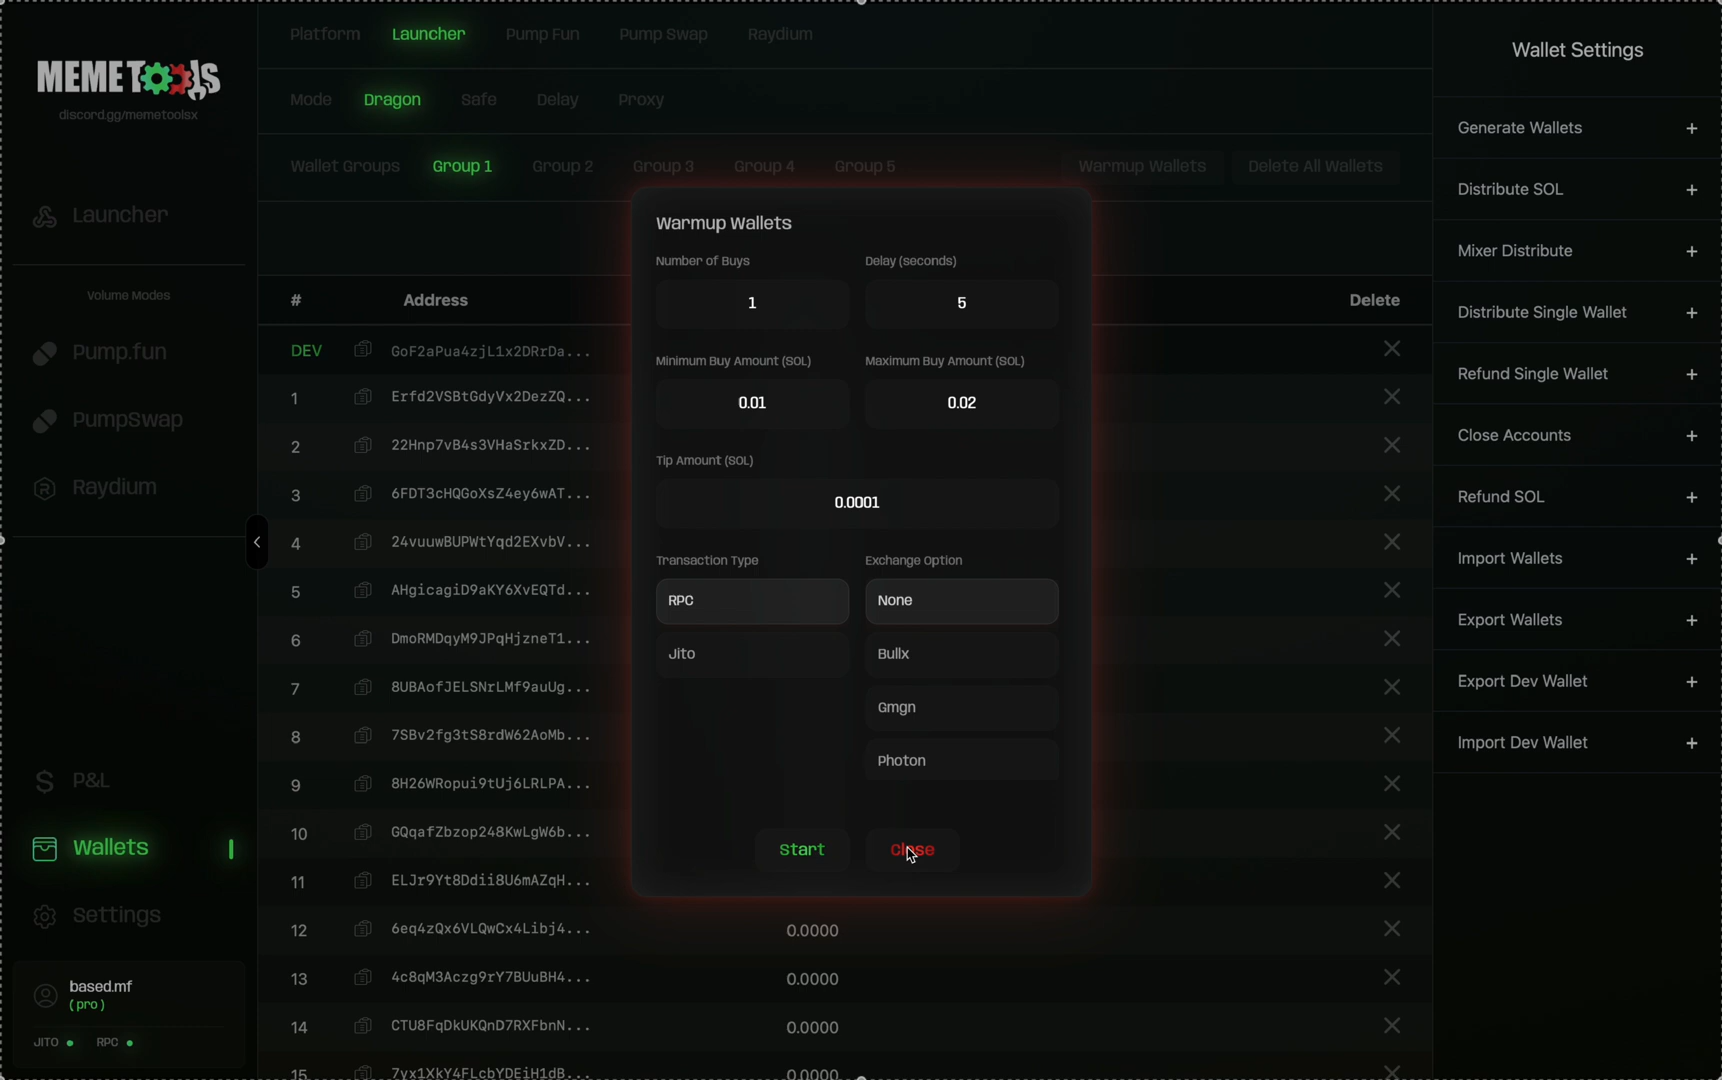 MEMETOOLS
discord.gg/memetoolsx
Launcher
Volume Modes
Pump.fun
PumpSwap
Raydium
P&L
Wallets
Settings
based.mf
(pro)
JITO RPC
Platform Launcher Pump Fun Pump Swap Raydium
Mode Dragon Safe Delay Proxy
Wallet Groups Group 1 Group 2 Group 3 Group 4 Group 5 Warmup Wallets Delete All Wallets
# Address Delete
DEV GoF2aPua4zjL1x2DRrDa...
1 Erfd2VSBtGdyVx2DezZQ...
2 22Hnp7vB4s3VHaSrkxZD...
3 6FDT3cHQGoXsZ4ey6wAT...
4 24vuuwBUPWtYqd2EXvbV...
5 AHgicagiD9aKY6XvEQTd...
6 DmoRMDqyM9JPqHjzneT1...
7 8UBAofJELSNrLMf9auUg...
8 7SBv2fg3tS8rdW62AoMb...
9 8H26WRopui9tUj6LRLPA...
10 GQqafZbzop248KwLgW6b...
11 ELJr9Yt8Ddii8U6mAZqH...
12 6eq4zQx6VLQwCx4Libj4... 0.0000
13 4c8qM3Aczg9rY7BUuBH4... 0.0000
14 CTU8FqDkUKQnD7RXFbnN... 0.0000
15 7yx1XkY4FLcbYDEiH1dB... 0.0000
Warmup Wallets
Number of Buys Delay (seconds)
1 5
Minimum Buy Amount (SOL) Maximum Buy Amount (SOL)
0.01 0.02
Tip Amount (SOL)
0.0001
Transaction Type Exchange Option
RPC None
Jito Bullx
Gmgn
Photon
Start Close
Wallet Settings
Generate Wallets +
Distribute SOL +
Mixer Distribute +
Distribute Single Wallet +
Refund Single Wallet +
Close Accounts +
Refund SOL +
Import Wallets +
Export Wallets +
Export Dev Wallet +
Import Dev Wallet +